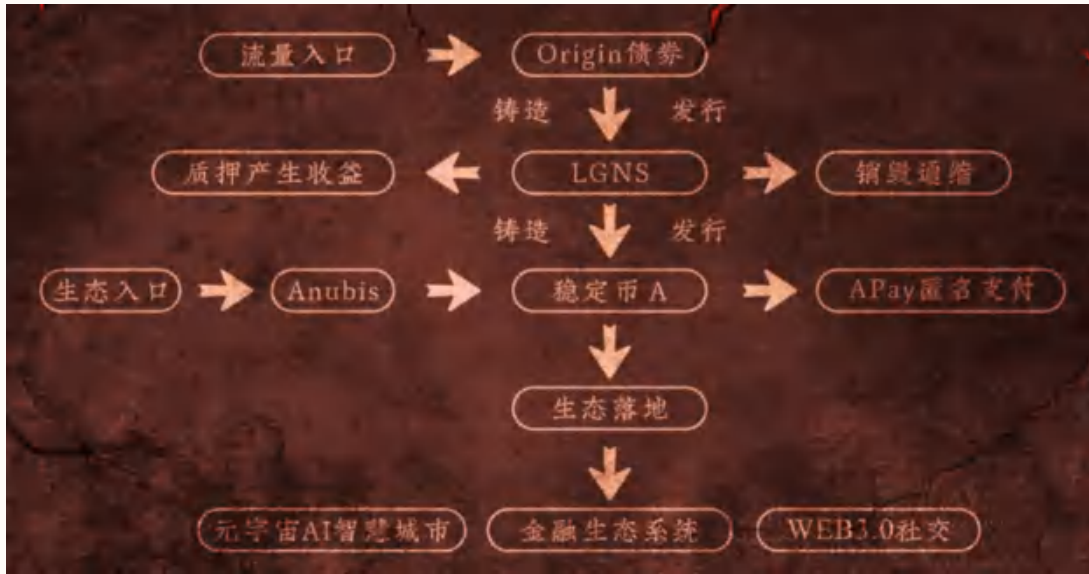 流量入口 Origin债券
铸造 发行
质押产生收益 LGNS 销毁通缩
铸造 发行
生态入口 Anubis 稳定币 A APay匿名支付
生态落地
元宇宙AI智慧城市 金融生态系统 WEB3.0社交